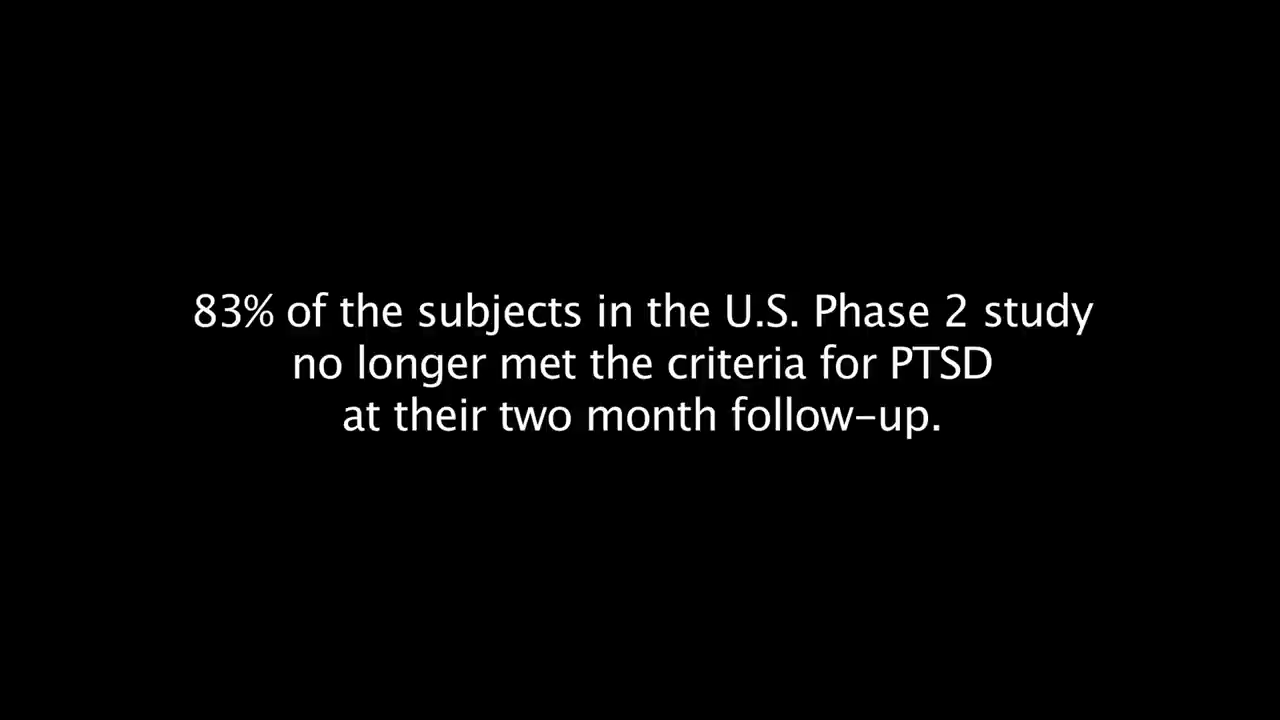 83% of the subjects in the U.S. Phase 2 study
no longer met the criteria for PTSD
at their two month follow-up.